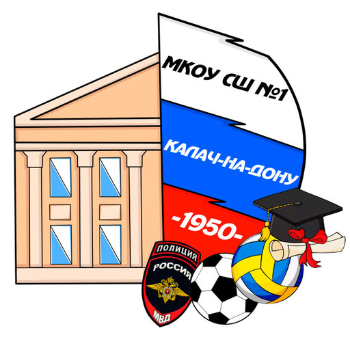 МКОУ СШ №1
КАЛАЧ-НА-ДОНУ
-1950-
ПОЛИЦИЯ
РОССИЯ
МВД